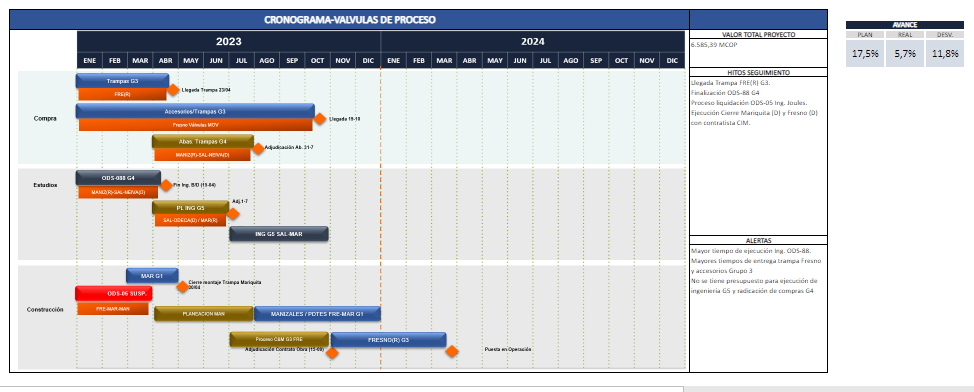 CRONOGRAMA-VALVULAS DE PROCESO
2023
2024
ENE FEB MAR ABR MAY JUN JUL AGO SEP OCT NOV DIC ENE FEB MAR ABR MAY JUN JUL AGO SEP OCT NOV DIC
Compra
Trampas G3
FRE(R)
Llegada Trampa 23/04
Accesorios/Trampas G3
Fresno Válvulas MOV
Llegada 19-10
Abas. Trampas G4
MANIZ(R)-SAL-NEIVA(D)
Adjudicación Ab. 31-7
Estudios
ODS-088 G4
MANIZ(R)-SAL-NEIVA(D)
Fin Ing. B/D (15-04)
PL ING G5
SAL-DDECA(D) / MAR(R)
Adj.1-7
ING G5 SAL-MAR
Construcción
MAR G1
Cierre montaje Trampa Mariquita
30/04
ODS-05 SUSP.
FRE-MAR-MAN
PLANEACION MAN
MANIZALES / PDTES FRE-MAR G1
Proceso CBM G3 FRE
FRESNO(R) G3
Adjudicación Contrato Obra (15-09)
Puesta en Operación
VALOR TOTAL PROYECTO
6.585,39 MCOP
HITOS SEGUIMIENTO
Llegada Trampa FRE(R) G3.
Finalización ODS-88 G4
Proceso liquidación ODS-05 Ing. Joules.
Ejecución Cierre Mariquita (D) y Fresno (D)
con contratista CIM.
ALERTAS
Mayor tiempo de ejecución Ing. ODS-88.
Mayores tiempos de entrega trampa Fresno
y accesorios Grupo 3
No se tiene presupuesto para ejecución de
ingeniería G5 y radicación de compras G4
AVANCE
PLAN REAL DESV.
17,5% 5,7% 11,8%